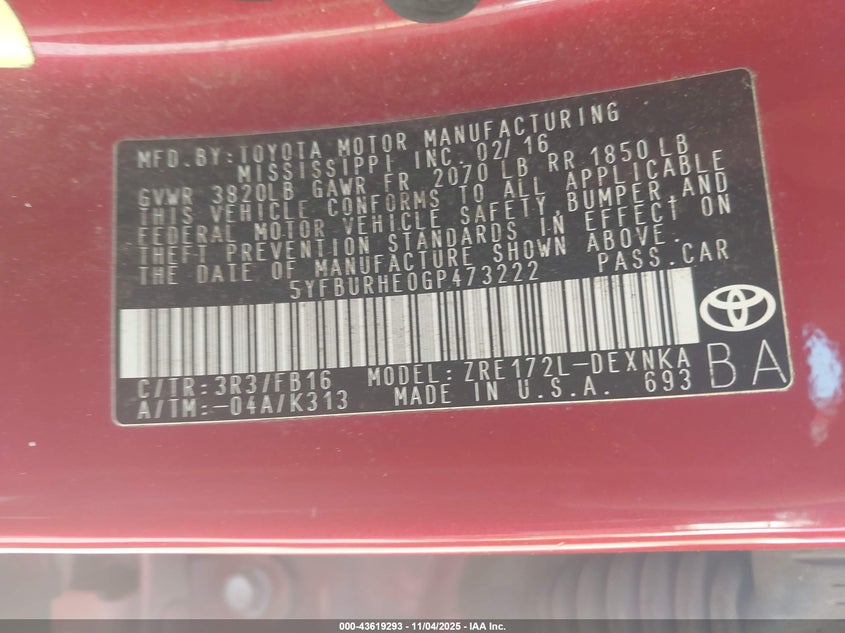 MFD.BY:TOYOTA MOTOR MANUFACTURING
MISSISSIPPI INC. 02/16
GVWR 3820LB GAWR FR 2070 LB RR 1850 LB
THIS VEHICLE CONFORMS TO ALL APPLICABLE
FEDERAL MOTOR VEHICLE SAFETY,BUMPER,AND
THEFT PREVENTION STANDARDS IN EFFECT ON
THE DATE OF MANUFACTURE SHOWN ABOVE.
5YFBURHE0GP473222 PASS.CAR
C/TR:3R3/FB16 MODEL:ZRE172L-DEXNKA
A/TM:-04A/K313 MADE IN U.S.A. 693
BA
000-43619293 - 11/04/2025 - IAA Inc.